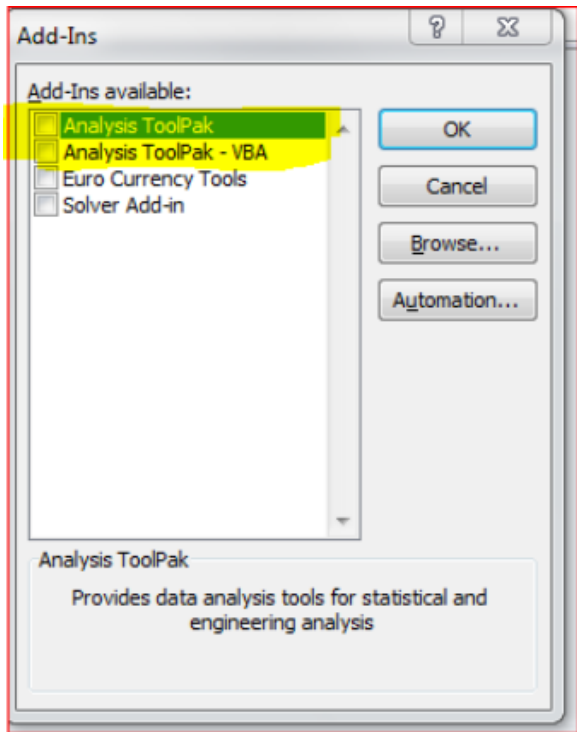 Add-Ins
Add-Ins available:
Analysis ToolPak
Analysis ToolPak - VBA
Euro Currency Tools
Solver Add-in
OK
Cancel
Browse...
Automation...
Analysis ToolPak
Provides data analysis tools for statistical and
engineering analysis